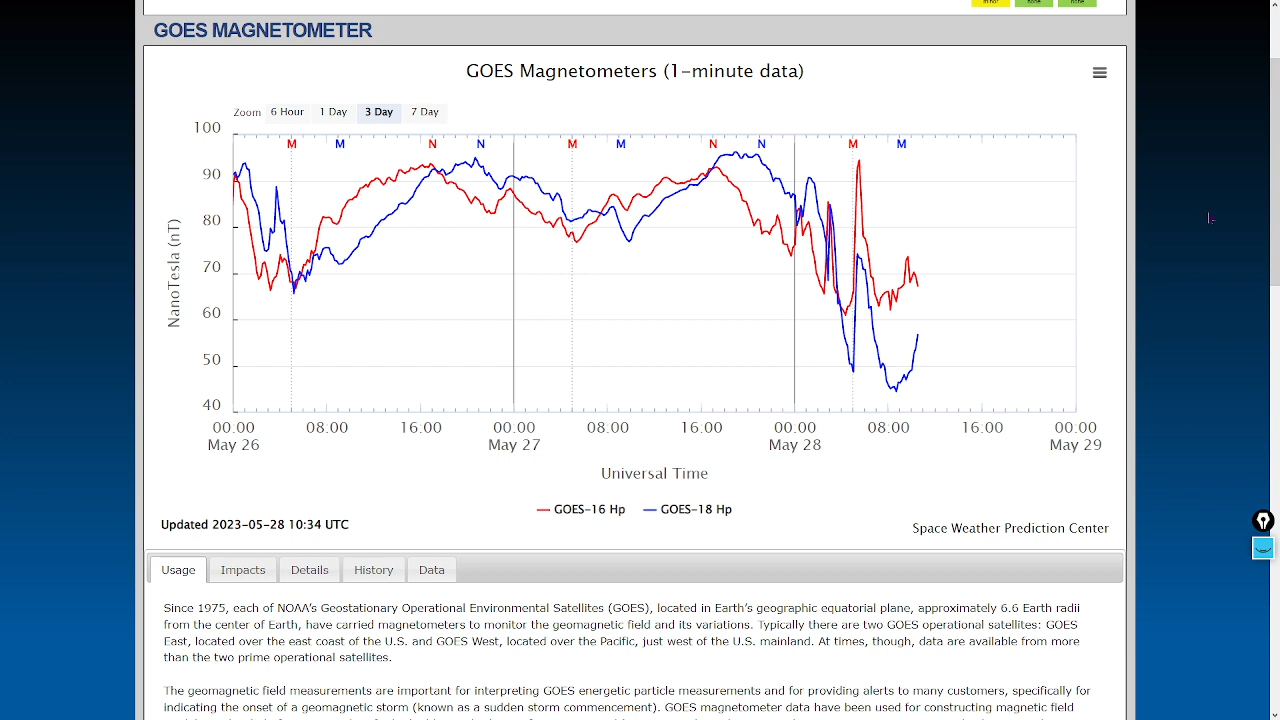 minor none none
GOES MAGNETOMETER
GOES Magnetometers (1-minute data)
Zoom 6 Hour 1 Day 3 Day 7 Day
100
M M N N M M N N M M
90
80
70
60
50
40
NanoTesla (nT)
00:00 08:00 16:00 00:00 08:00 16:00 00:00 08:00 16:00 00:00
May 26 May 27 May 28 May 29
Universal Time
GOES-16 Hp GOES-18 Hp
Updated 2023-05-28 10:34 UTC
Space Weather Prediction Center
Usage Impacts Details History Data
Since 1975, each of NOAA's Geostationary Operational Environmental Satellites (GOES), located in Earth's geographic equatorial plane, approximately 6.6 Earth radii
from the center of Earth, have carried magnetometers to monitor the geomagnetic field and its variations. Typically there are two GOES operational satellites: GOES
East, located over the east coast of the U.S. and GOES West, located over the Pacific, just west of the U.S. mainland. At times, though, data are available from more
than the two prime operational satellites.
The geomagnetic field measurements are important for interpreting GOES energetic particle measurements and for providing alerts to many customers, specifically for
indicating the onset of a geomagnetic storm (known as a sudden storm commencement). GOES magnetometer data have been used for constructing magnetic field